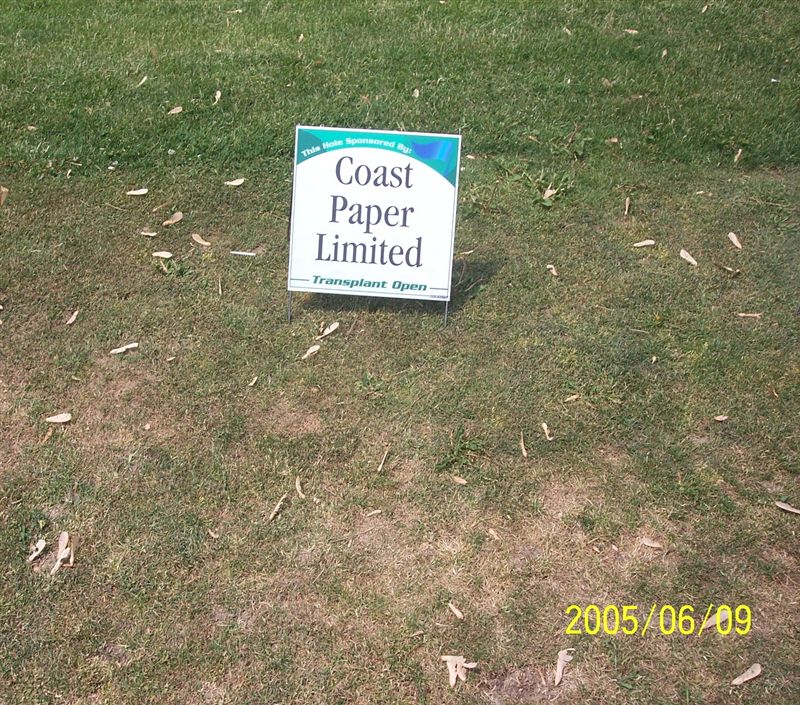 This Hole Sponsored By:
Coast
Paper
Limited
Transplant Open
2005/06/09